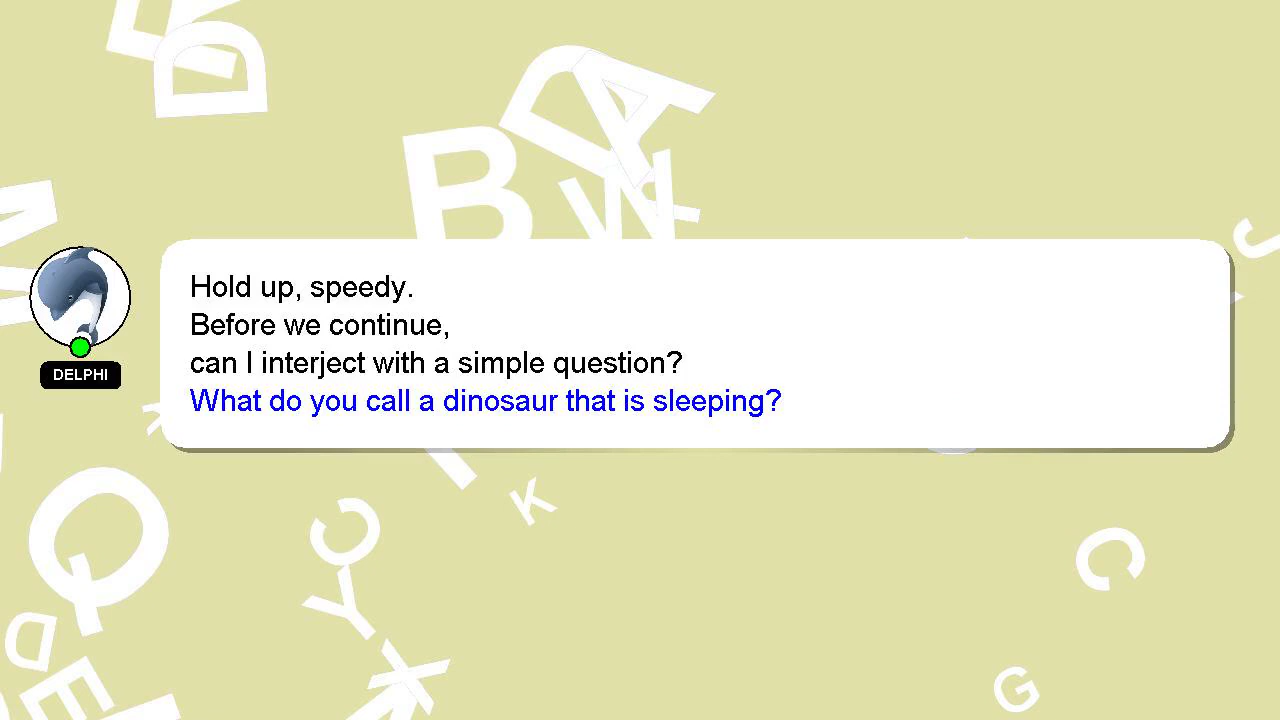 Hold up, speedy.
Before we continue,
can I interject with a simple question?
What do you call a dinosaur that is sleeping?
DELPHI